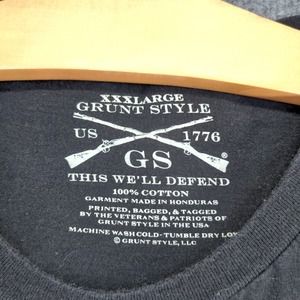 XXXLARGE
GRUNT STYLE
US 1776
GS ®
THIS WE'LL DEFEND
100% COTTON
GARMENT MADE IN HONDURAS
PRINTED, BAGGED, & TAGGED
BY THE VETERANS & PATRIOTS OF
GRUNT STYLE IN THE USA
MACHINE WASH COLD - TUMBLE DRY LOW
© GRUNT STYLE, LLC